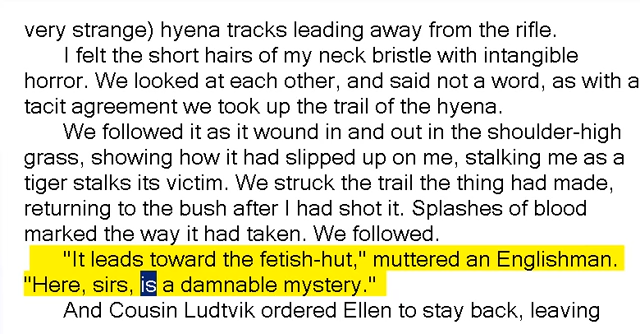 very strange) hyena tracks leading away from the rifle.
I felt the short hairs of my neck bristle with intangible
horror. We looked at each other, and said not a word, as with a
tacit agreement we took up the trail of the hyena.
We followed it as it wound in and out in the shoulder-high
grass, showing how it had slipped up on me, stalking me as a
tiger stalks its victim. We struck the trail the thing had made,
returning to the bush after I had shot it. Splashes of blood
marked the way it had taken. We followed.
"It leads toward the fetish-hut," muttered an Englishman.
"Here, sirs, is a damnable mystery."
And Cousin Ludtvik ordered Ellen to stay back, leaving